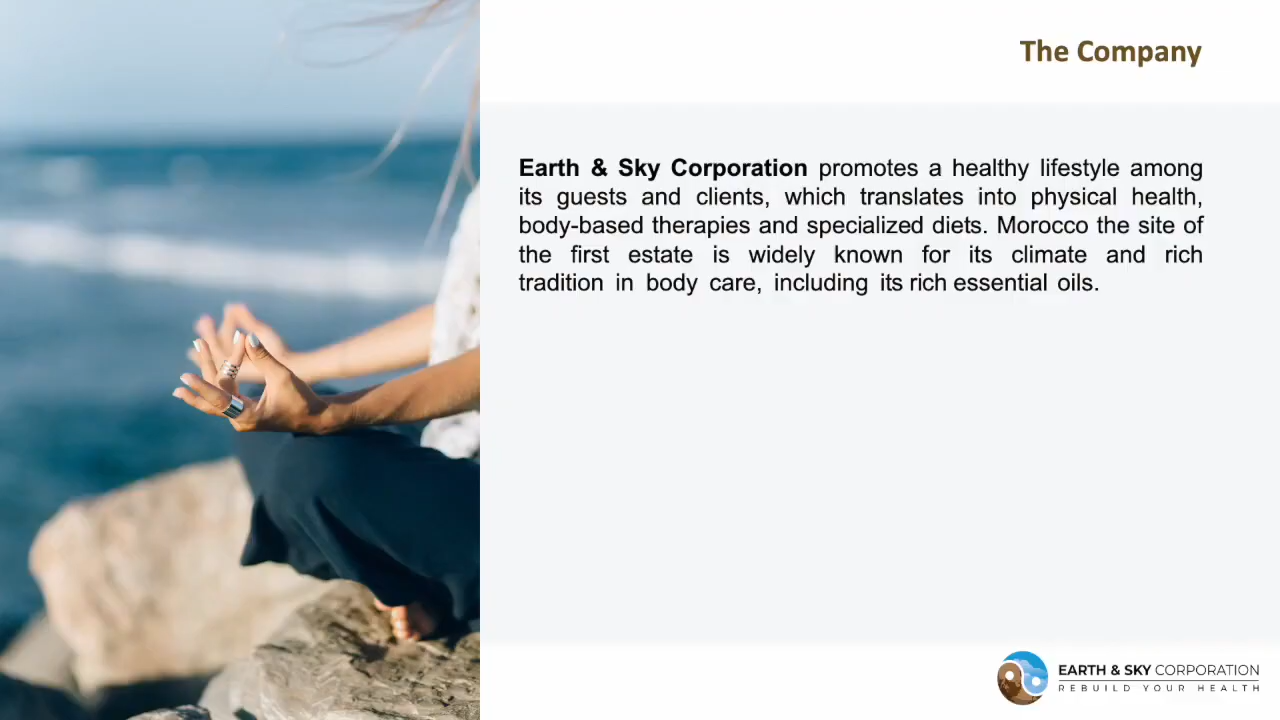 The Company
Earth & Sky Corporation promotes a healthy lifestyle among
its guests and clients, which translates into physical health,
body-based therapies and specialized diets. Morocco the site of
the first estate is widely known for its climate and rich
tradition in body care, including its rich essential oils.
EARTH & SKY CORPORATION
REBUILD YOUR HEALTH